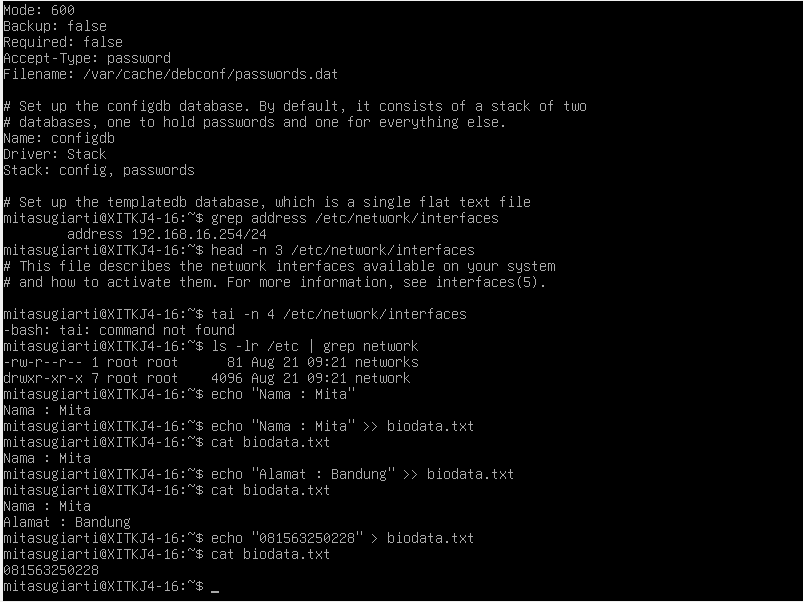 Mode: 600
Backup: false
Required: false
Accept-Type: password
Filename: /var/cache/debconf/passwords.dat
# Set up the configdb database. By default, it consists of a stack of two
# databases, one to hold passwords and one for everything else.
Name: configdb
Driver: Stack
Stack: config, passwords
# Set up the templatedb database, which is a single flat text file
mitasugiarti@XITKJ4-16:~$ grep address /etc/network/interfaces
        address 192.168.16.254/24
mitasugiarti@XITKJ4-16:~$ head -n 3 /etc/network/interfaces
# This file describes the network interfaces available on your system
# and how to activate them. For more information, see interfaces(5).
mitasugiarti@XITKJ4-16:~$ tai -n 4 /etc/network/interfaces
-bash: tai: command not found
mitasugiarti@XITKJ4-16:~$ ls -lr /etc | grep network
-rw-r--r-- 1 root root      81 Aug 21 09:21 networks
drwxr-xr-x 7 root root    4096 Aug 21 09:21 network
mitasugiarti@XITKJ4-16:~$ echo "Nama : Mita"
Nama : Mita
mitasugiarti@XITKJ4-16:~$ echo "Nama : Mita" >> biodata.txt
mitasugiarti@XITKJ4-16:~$ cat biodata.txt
Nama : Mita
mitasugiarti@XITKJ4-16:~$ echo "Alamat : Bandung" >> biodata.txt
mitasugiarti@XITKJ4-16:~$ cat biodata.txt
Nama : Mita
Alamat : Bandung
mitasugiarti@XITKJ4-16:~$ echo "081563250228" > biodata.txt
mitasugiarti@XITKJ4-16:~$ cat biodata.txt
081563250228
mitasugiarti@XITKJ4-16:~$ _